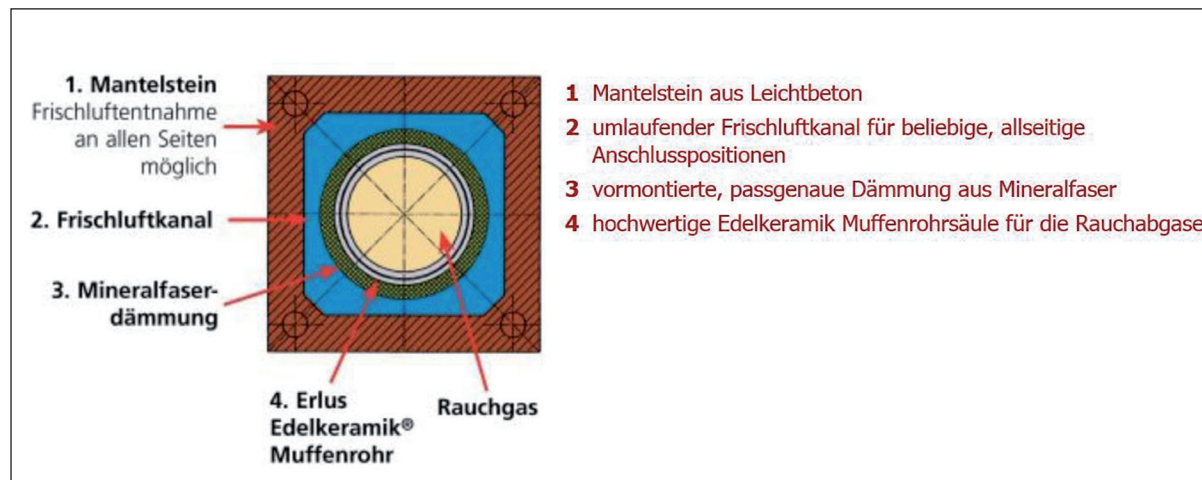 1. Mantelstein
Frischluftentnahme
an allen Seiten
möglich
2. Frischluftkanal
3. Mineralfaser-
dämmung
4. Erlus
Edelkeramik®
Muffenrohr
Rauchgas
1 Mantelstein aus Leichtbeton
2 umlaufender Frischluftkanal für beliebige, allseitige
Anschlusspositionen
3 vormontierte, passgenaue Dämmung aus Mineralfaser
4 hochwertige Edelkeramik Muffenrohrsäule für die Rauchabgase